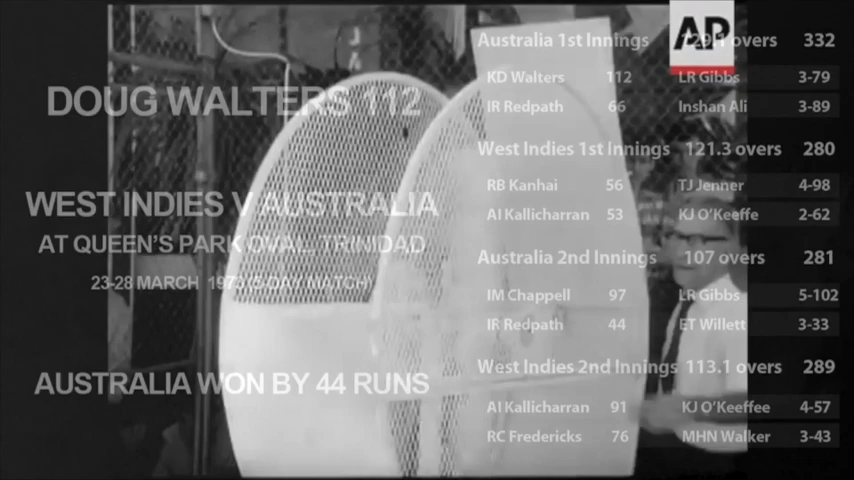 DOUG WALTERS 112
WEST INDIES V AUSTRALIA
AT QUEEN'S PARK OVAL, TRINIDAD
23-28 MARCH 1973 (5-DAY MATCH)
AUSTRALIA WON BY 44 RUNS
AP
Australia 1st Innings 129.1 overs 332
KD Walters 112 LR Gibbs 3-79
IR Redpath 66 Inshan Ali 3-89
West Indies 1st Innings 121.3 overs 280
RB Kanhai 56 TJ Jenner 4-98
AI Kallicharran 53 KJ O'Keeffe 2-62
Australia 2nd Innings 107 overs 281
IM Chappell 97 LR Gibbs 5-102
IR Redpath 44 ET Willett 3-33
West Indies 2nd Innings 113.1 overs 289
AI Kallicharran 91 KJ O'Keeffee 4-57
RC Fredericks 76 MHN Walker 3-43